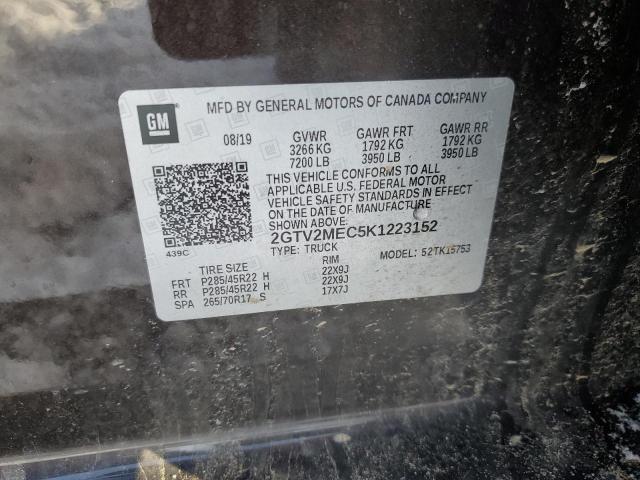 GM
MFD BY GENERAL MOTORS OF CANADA COMPANY
08/19 GVWR GAWR FRT GAWR RR
3266 KG 1792 KG 1792 KG
7200 LB 3950 LB 3950 LB
THIS VEHICLE CONFORMS TO ALL
APPLICABLE U.S. FEDERAL MOTOR
VEHICLE SAFETY STANDARDS IN EFFECT
ON THE DATE OF MANUFACTURE SHOWN ABOVE.
439C 2GTV2MEC5K1223152
TYPE: TRUCK MODEL: 52TK15753
TIRE SIZE RIM
FRT P285/45R22 H 22X9J
RR P285/45R22 H 22X9J
SPA 265/70R17 S 17X7J